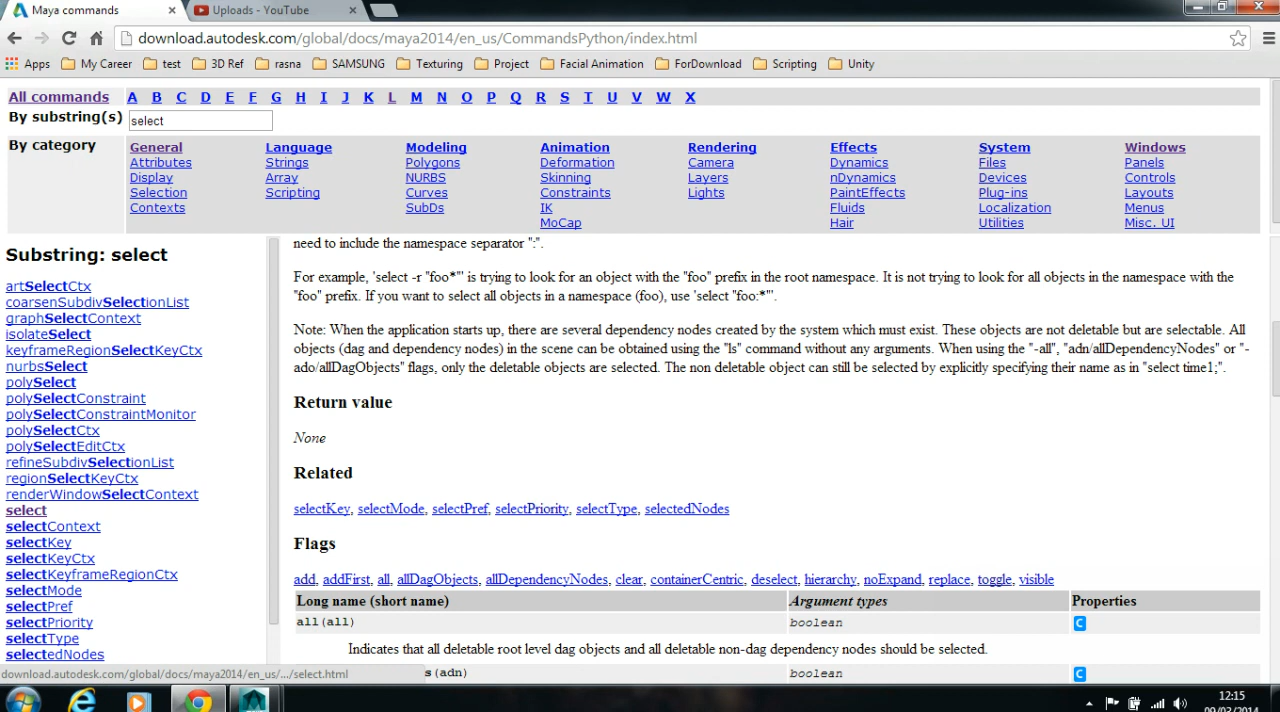 Maya commands
Uploads - YouTube
download.autodesk.com/global/docs/maya2014/en_us/CommandsPython/index.html
Apps My Career test 3D Ref rasna SAMSUNG Texturing Project Facial Animation ForDownload Scripting Unity
All commands A B C D E F G H I J K L M N O P Q R S T U V W X
By substring(s) select
By category General Language Modeling Animation Rendering Effects System Windows
Attributes Strings Polygons Deformation Camera Dynamics Files Panels
Display Array NURBS Skinning Layers nDynamics Devices Controls
Selection Scripting Curves Constraints Lights PaintEffects Plug-ins Layouts
Contexts SubDs IK Fluids Localization Menus
MoCap Hair Utilities Misc. UI
Substring: select
artSelectCtx
coarsenSubdivSelectionList
graphSelectContext
isolateSelect
keyframeRegionSelectKeyCtx
nurbsSelect
polySelect
polySelectConstraint
polySelectConstraintMonitor
polySelectCtx
polySelectEditCtx
refineSubdivSelectionList
regionSelectKeyCtx
renderWindowSelectContext
select
selectContext
selectKey
selectKeyCtx
selectKeyframeRegionCtx
selectMode
selectPref
selectPriority
selectType
selectedNodes
need to include the namespace separator ":".
For example, 'select -r "foo*"' is trying to look for an object with the "foo" prefix in the root namespace. It is not trying to look for all objects in the namespace with the
"foo" prefix. If you want to select all objects in a namespace (foo), use 'select "foo:*"'.
Note: When the application starts up, there are several dependency nodes created by the system which must exist. These objects are not deletable but are selectable. All
objects (dag and dependency nodes) in the scene can be obtained using the "ls" command without any arguments. When using the "-all", "adn/allDependencyNodes" or "-
ado/allDagObjects" flags, only the deletable objects are selected. The non deletable object can still be selected by explicitly specifying their name as in "select time1;".
Return value
None
Related
selectKey, selectMode, selectPref, selectPriority, selectType, selectedNodes
Flags
add, addFirst, all, allDagObjects, allDependencyNodes, clear, containerCentric, deselect, hierarchy, noExpand, replace, toggle, visible
Long name (short name) Argument types Properties
all(all) boolean C
Indicates that all deletable root level dag objects and all deletable non-dag dependency nodes should be selected.
s(adn) boolean C
download.autodesk.com/global/docs/maya2014/en_us/.../select.html
12:15
09/03/2014